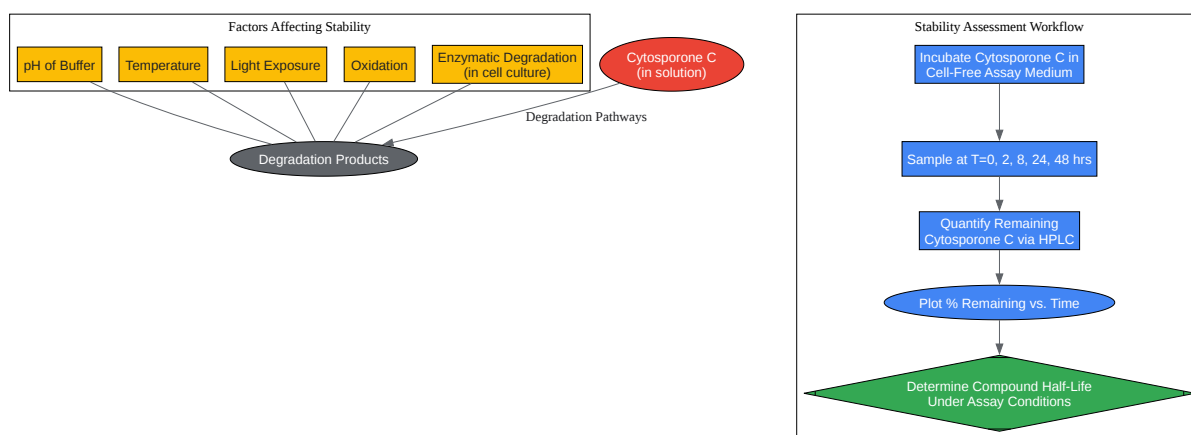 Factors Affecting Stability
pH of Buffer
Temperature
Light Exposure
Oxidation
Enzymatic Degradation
(in cell culture)
Cytosporone C
(in solution)
Degradation Pathways
Degradation Products
Stability Assessment Workflow
Incubate Cytosporone C in
Cell-Free Assay Medium
Sample at T=0, 2, 8, 24, 48 hrs
Quantify Remaining
Cytosporone C via HPLC
Plot % Remaining vs. Time
Determine Compound Half-Life
Under Assay Conditions